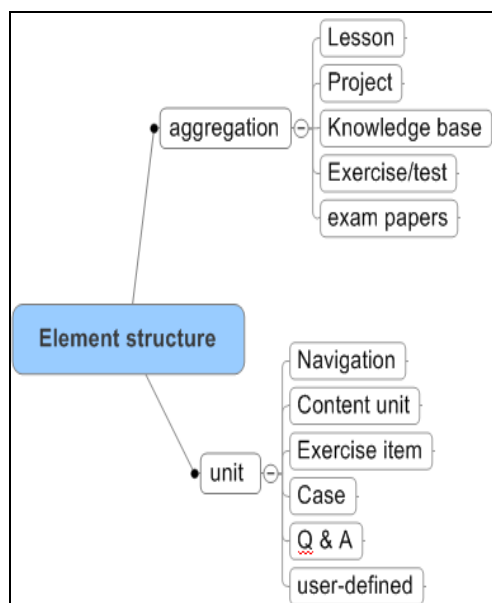 Lesson
Project
aggregation
Knowledge base
Exercise/test
exam papers
Element structure
Navigation
Content unit
Exercise item
unit
Case
Q & A
user-defined